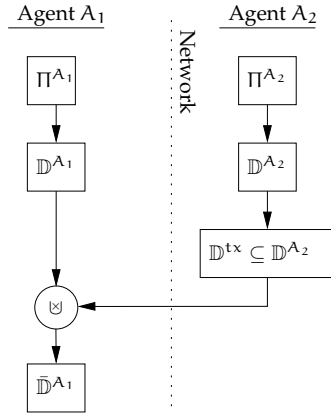 Agent A₁
Agent A₂
Network
Π^A₁
Π^A₂
𝔻^A₁
𝔻^A₂
𝔻^tx ⊆ 𝔻^A₂
⊎
𝔻̄^A₁